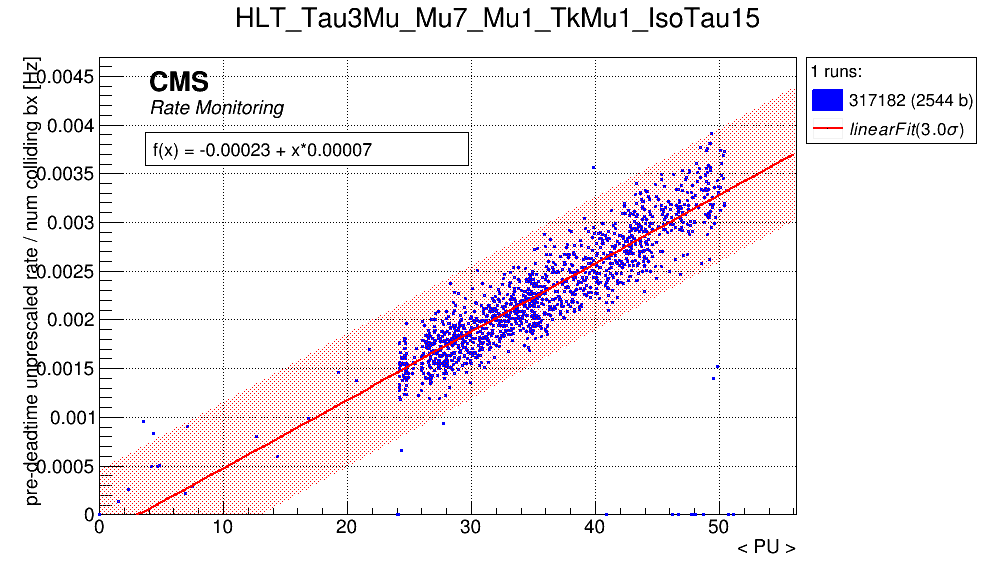 HLT_Tau3Mu_Mu7_Mu1_TkMu1_IsoTau15
pre-deadtime unprescaled rate / num colliding bx [Hz]
0.0045
0.004
0.0035
0.003
0.0025
0.002
0.0015
0.001
0.0005
0
CMS
Rate Monitoring
f(x) = -0.00023 + x*0.00007
1 runs:
317182 (2544 b)
linearFit(3.0σ)
0 10 20 30 40 50
< PU >